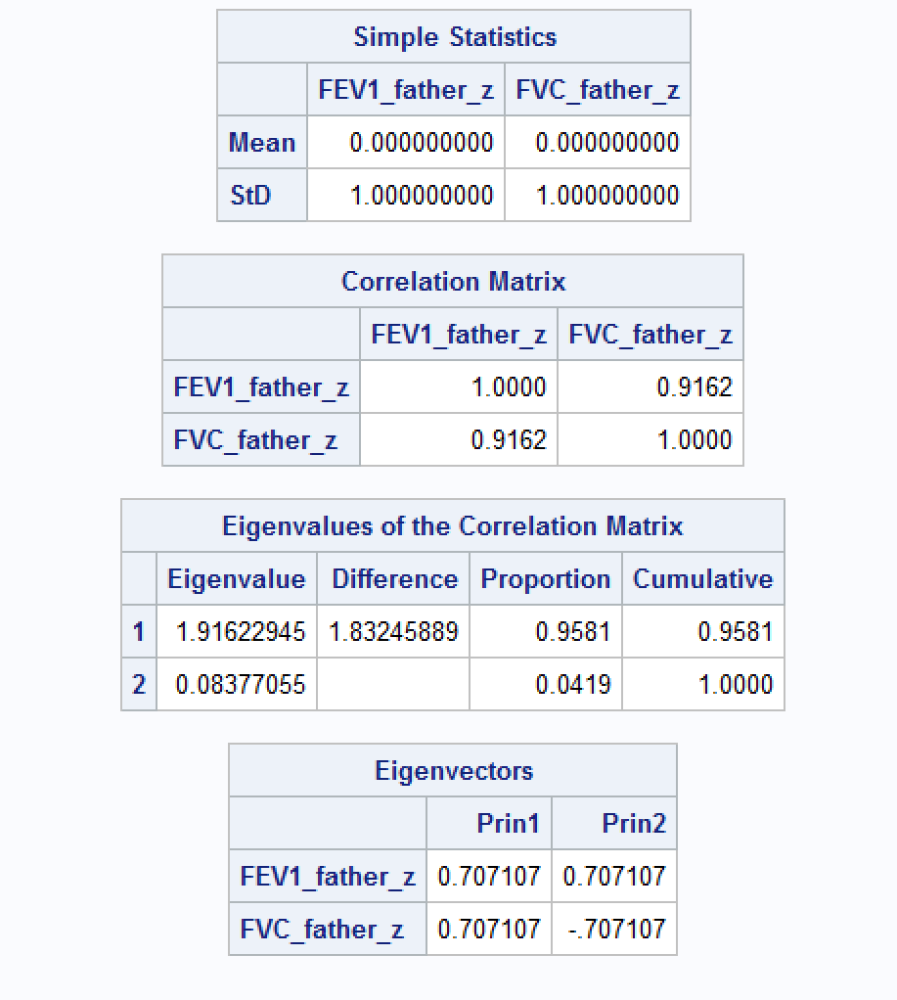 Simple Statistics
FEV1_father_z FVC_father_z
Mean 0.000000000 0.000000000
StD 1.000000000 1.000000000
Correlation Matrix
FEV1_father_z FVC_father_z
FEV1_father_z 1.0000 0.9162
FVC_father_z 0.9162 1.0000
Eigenvalues of the Correlation Matrix
Eigenvalue Difference Proportion Cumulative
1 1.91622945 1.83245889 0.9581 0.9581
2 0.08377055 0.0419 1.0000
Eigenvectors
Prin1 Prin2
FEV1_father_z 0.707107 0.707107
FVC_father_z 0.707107 -.707107